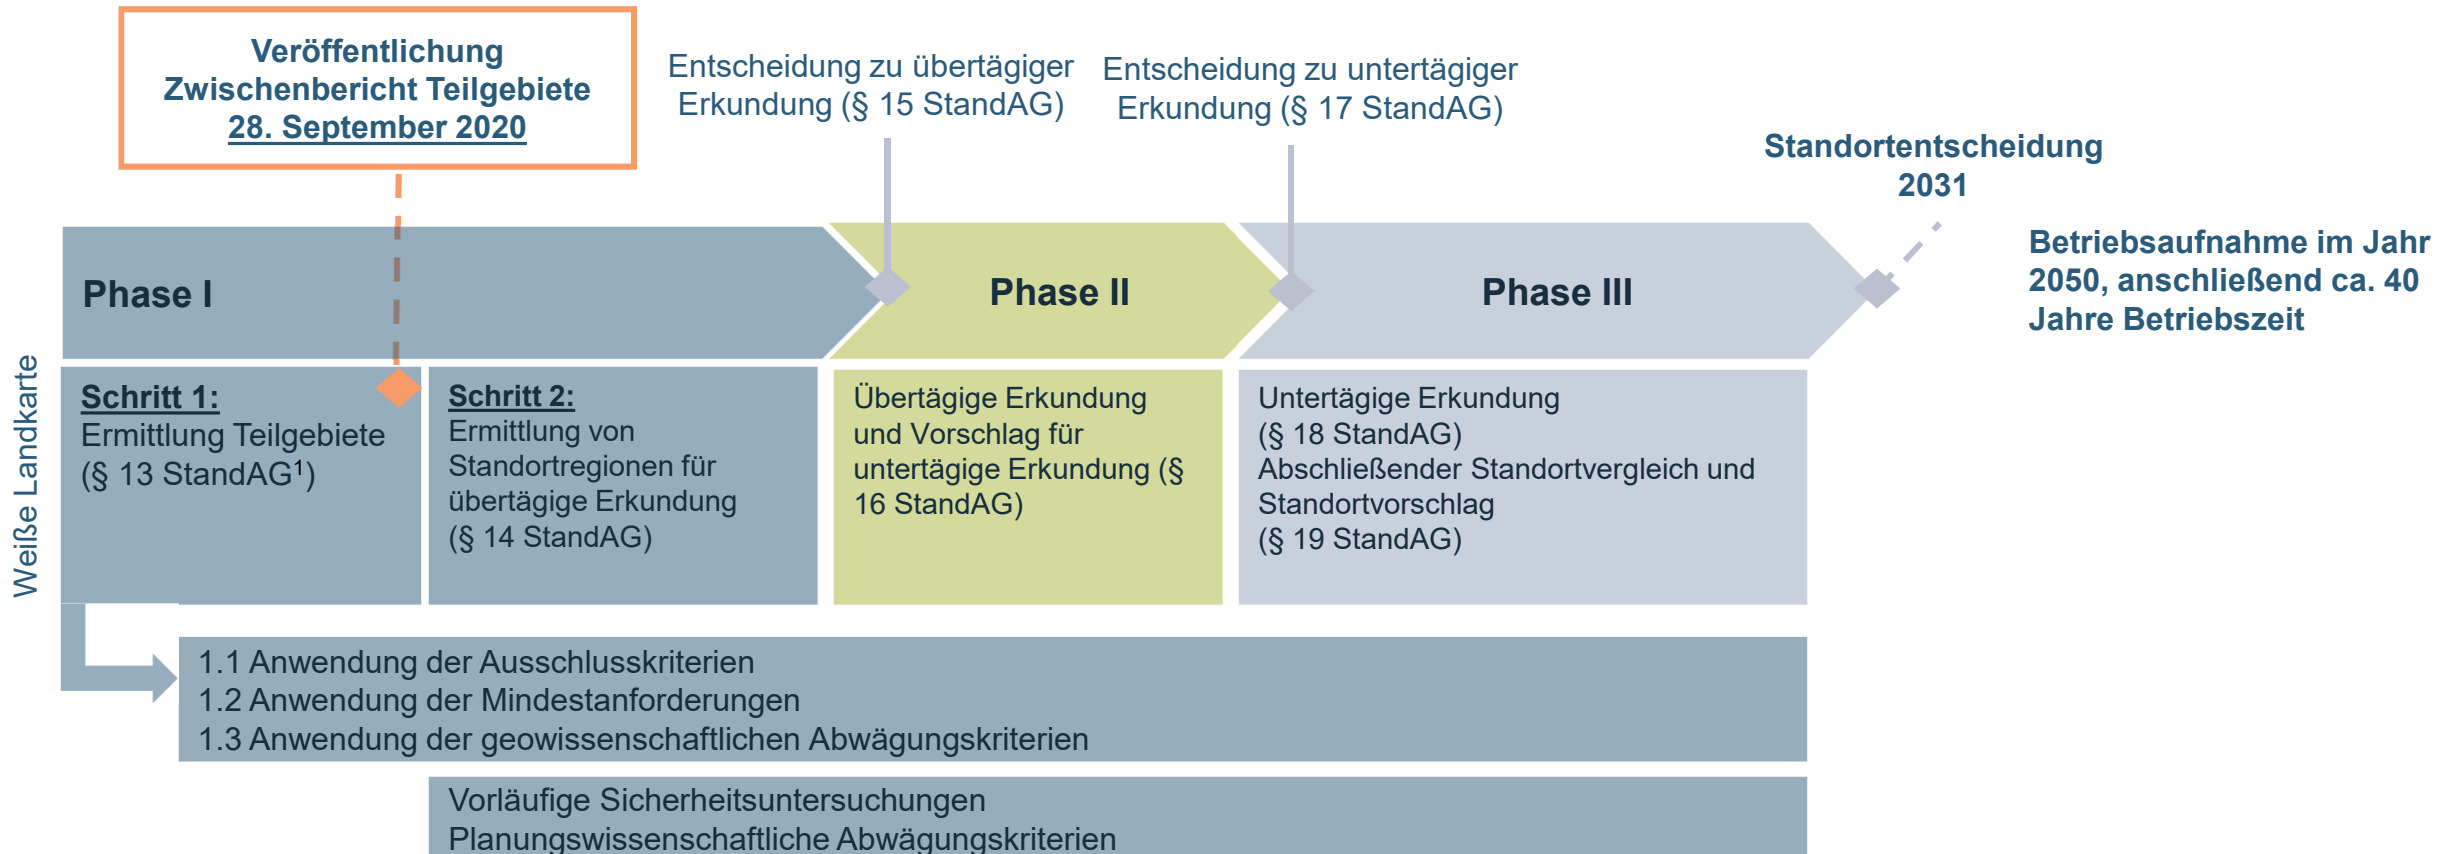 Veröffentlichung
Zwischenbericht Teilgebiete
28. September 2020
Entscheidung zu übertägiger
Erkundung (§ 15 StandAG)
Entscheidung zu untertägiger
Erkundung (§ 17 StandAG)
Standortentscheidung
2031
Betriebsaufnahme im Jahr
2050, anschließend ca. 40
Jahre Betriebszeit
Phase I
Phase II
Phase III
Weiße Landkarte
Schritt 1:
Ermittlung Teilgebiete
(§ 13 StandAG¹)
Schritt 2:
Ermittlung von
Standortregionen für
übertägige Erkundung
(§ 14 StandAG)
Übertägige Erkundung
und Vorschlag für
untertägige Erkundung (§
16 StandAG)
Untertägige Erkundung
(§ 18 StandAG)
Abschließender Standortvergleich und
Standortvorschlag
(§ 19 StandAG)
1.1 Anwendung der Ausschlusskriterien
1.2 Anwendung der Mindestanforderungen
1.3 Anwendung der geowissenschaftlichen Abwägungskriterien
Vorläufige Sicherheitsuntersuchungen
Planungswissenschaftliche Abwägungskriterien